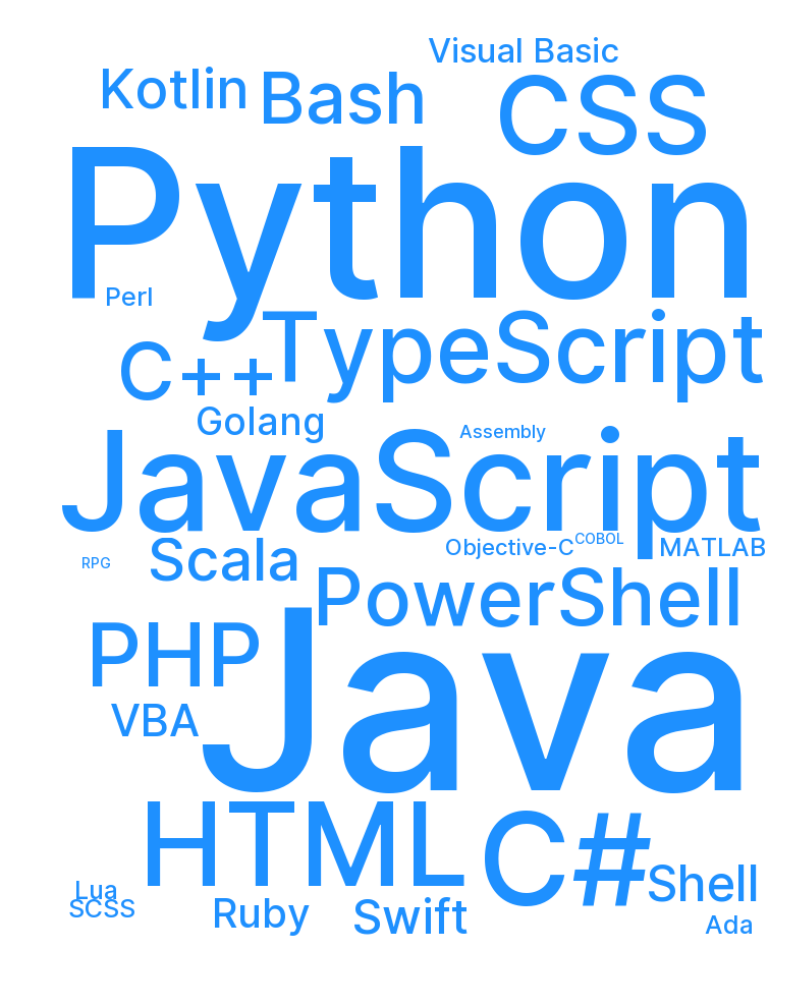 Visual Basic
Kotlin
Bash
CSS
Python
Perl
TypeScript
C++
Golang
Assembly
JavaScript
Scala
Objective-C
COBOL
MATLAB
RPG
PowerShell
PHP
Java
VBA
HTML
C#
Shell
Lua
SCSS
Ruby
Swift
Ada